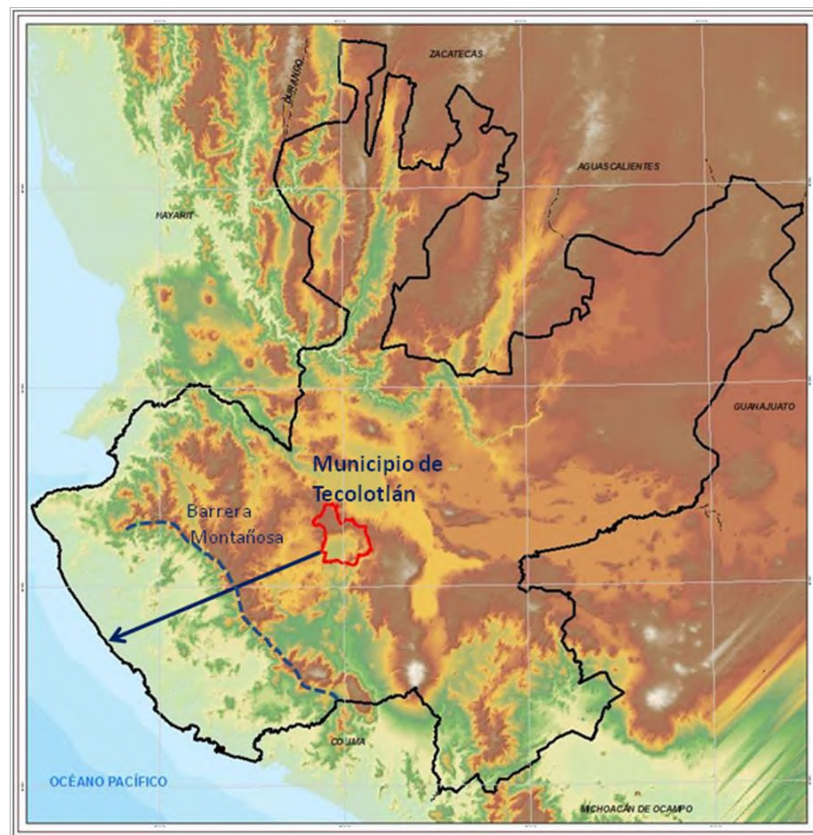 ZACATECAS
DURANGO
AGUASCALIENTES
NAYARIT
GUANAJUATO
Municipio de
Tecolotlán
Barrera
Montañosa
COLIMA
OCÉANO PACÍFICO
MICHOACÁN DE OCAMPO